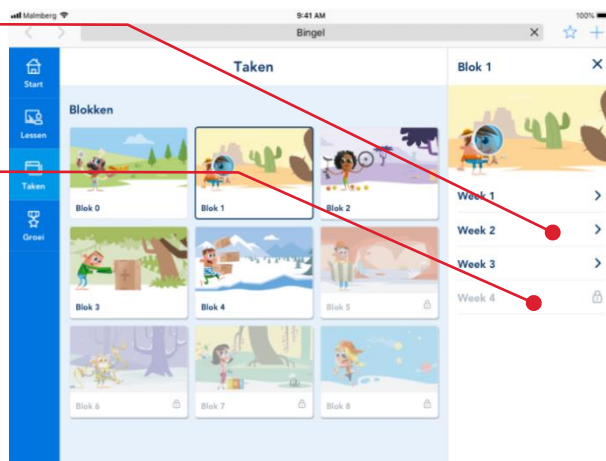 Malmberg
9:41 AM
100%
Bingel
Start
Lessen
Taken
Groei
Taken
Blokken
Blok 0
Blok 1
Blok 2
Blok 3
Blok 4
Blok 5
Blok 6
Blok 7
Blok 8
Blok 1
Week 1
Week 2
Week 3
Week 4